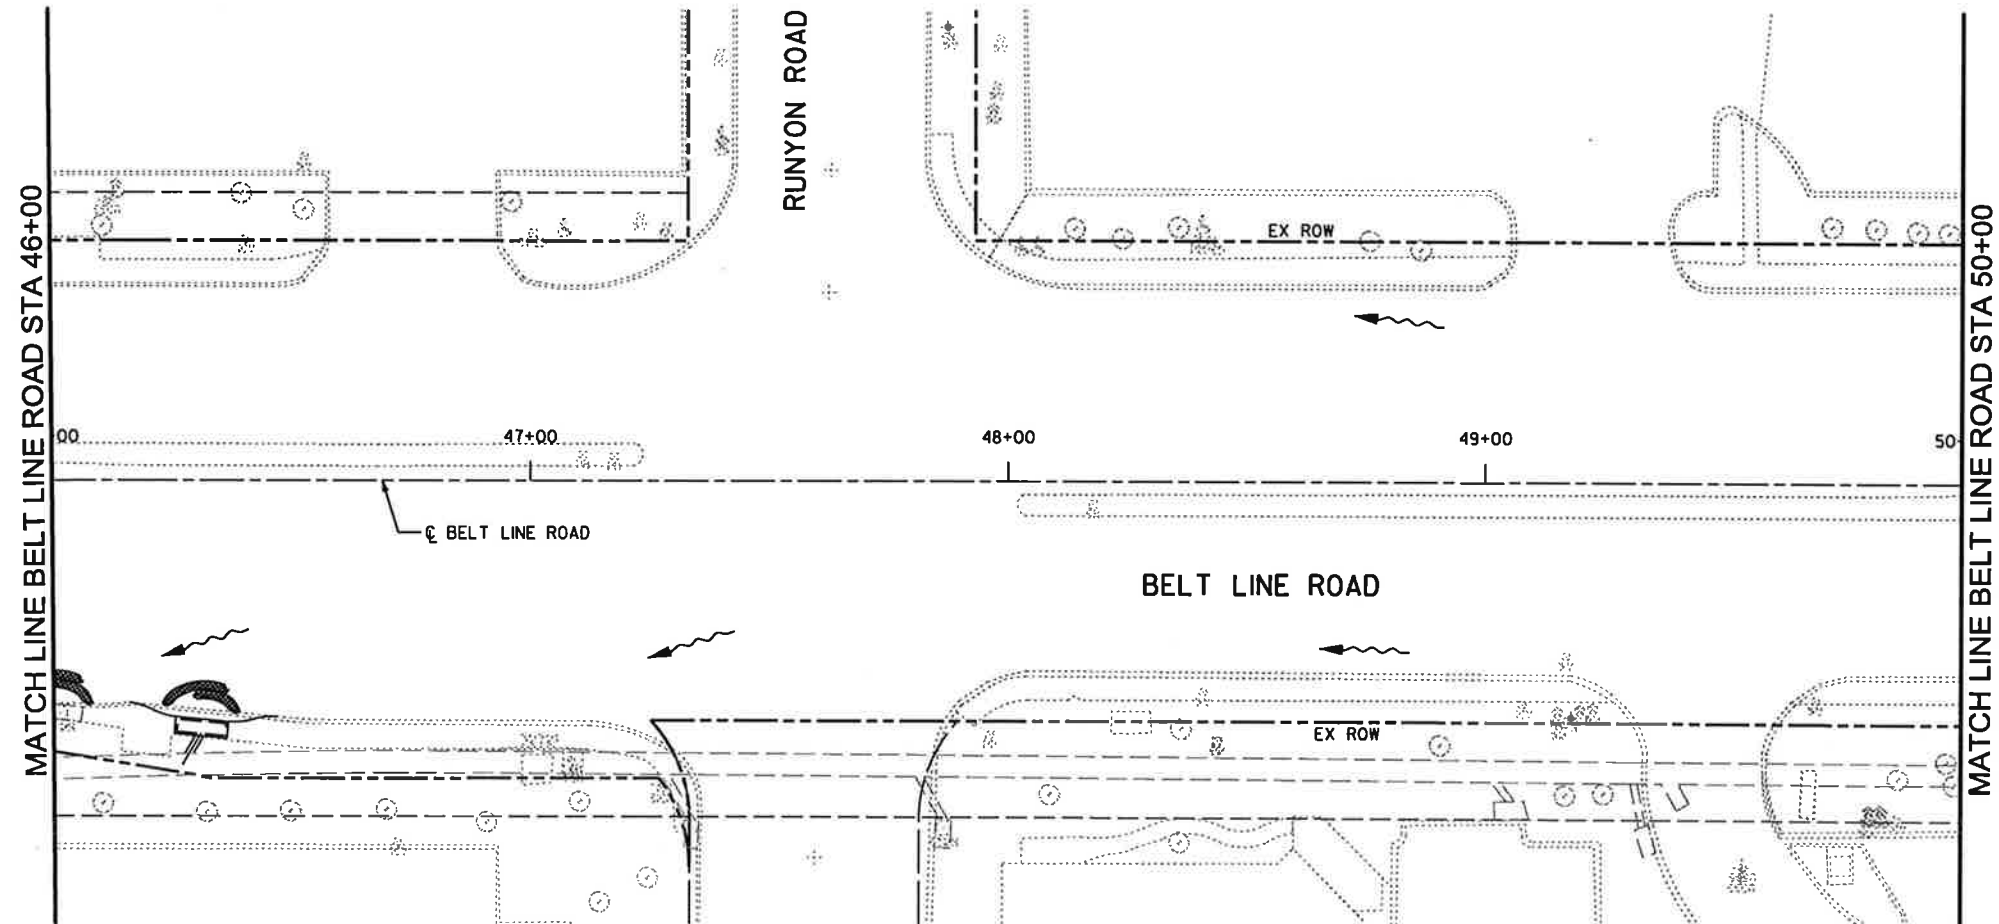 RUNYON ROAD
MATCH LINE BELT LINE ROAD STA 46+00
EX ROW
MATCH LINE BELT LINE ROAD STA 50+00
00
47+00
48+00
49+00
50
℄ BELT LINE ROAD
BELT LINE ROAD
EX ROW